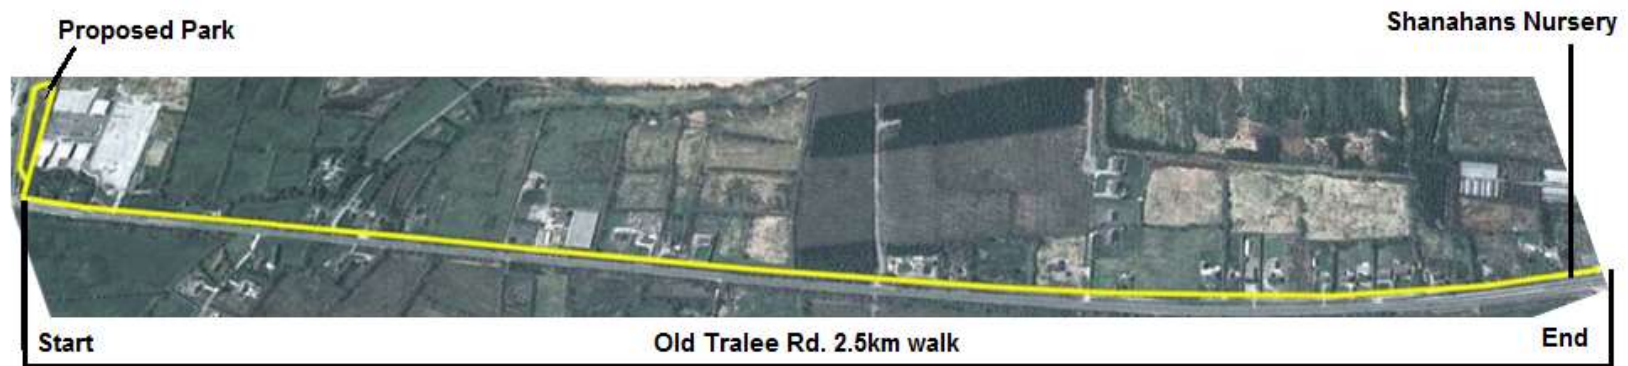 Proposed Park
Shanahans Nursery
Start
Old Tralee Rd. 2.5km walk
End